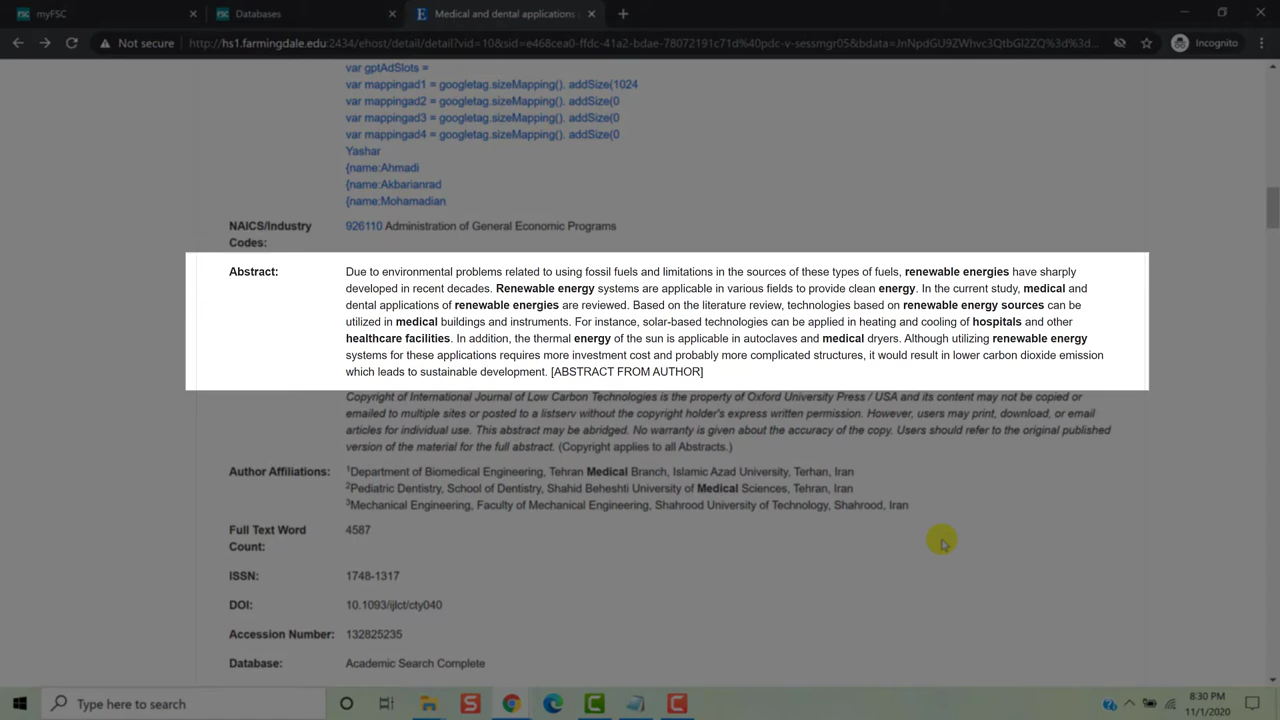 myFSC
Databases
Medical and dental applications
Not secure
http://hs1.farmingdale.edu:2434/ehost/detail/detail?vid=10&sid=e468cea0-ffdc-41a2-bdae-78072191c71d%40pdc-v-sessmgr05&bdata=JnNpdGU9ZWhvc3QtbGl2ZQ%3d%3d...
Incognito
var gptAdSlots =
var mappingad1 = googletag.sizeMapping(). addSize(1024
var mappingad2 = googletag.sizeMapping(). addSize(0
var mappingad3 = googletag.sizeMapping(). addSize(0
var mappingad4 = googletag.sizeMapping(). addSize(0
Yashar
{name:Ahmadi
{name:Akbarianrad
{name:Mohamadian
NAICS/Industry Codes: 926110 Administration of General Economic Programs
Abstract: Due to environmental problems related to using fossil fuels and limitations in the sources of these types of fuels, renewable energies have sharply
developed in recent decades. Renewable energy systems are applicable in various fields to provide clean energy. In the current study, medical and
dental applications of renewable energies are reviewed. Based on the literature review, technologies based on renewable energy sources can be
utilized in medical buildings and instruments. For instance, solar-based technologies can be applied in heating and cooling of hospitals and other
healthcare facilities. In addition, the thermal energy of the sun is applicable in autoclaves and medical dryers. Although utilizing renewable energy
systems for these applications requires more investment cost and probably more complicated structures, it would result in lower carbon dioxide emission
which leads to sustainable development. [ABSTRACT FROM AUTHOR]
Copyright of International Journal of Low Carbon Technologies is the property of Oxford University Press / USA and its content may not be copied or
emailed to multiple sites or posted to a listserv without the copyright holder's express written permission. However, users may print, download, or email
articles for individual use. This abstract may be abridged. No warranty is given about the accuracy of the copy. Users should refer to the original published
version of the material for the full abstract. (Copyright applies to all Abstracts.)
Author Affiliations: 1Department of Biomedical Engineering, Tehran Medical Branch, Islamic Azad University, Terhan, Iran
2Pediatric Dentistry, School of Dentistry, Shahid Beheshti University of Medical Sciences, Tehran, Iran
3Mechanical Engineering, Faculty of Mechanical Engineering, Shahrood University of Technology, Shahrood, Iran
Full Text Word Count: 4587
ISSN: 1748-1317
DOI: 10.1093/ijlct/cty040
Accession Number: 132825235
Database: Academic Search Complete
Type here to search
8:30 PM
11/1/2020